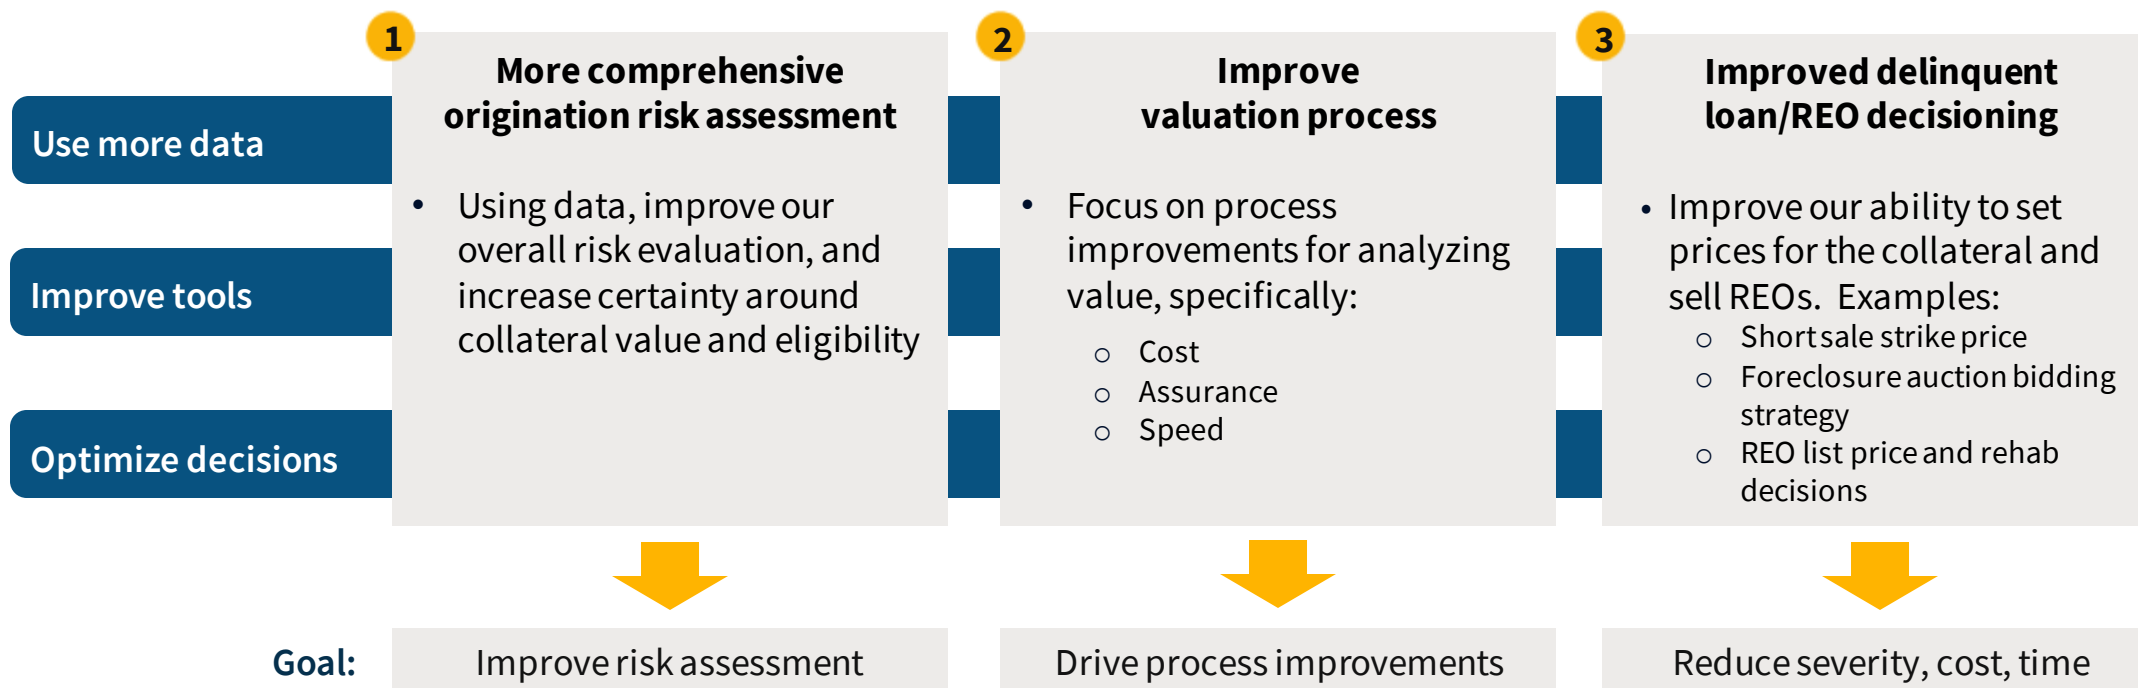 Use more data
Improve tools
Optimize decisions
1
More comprehensive
origination risk assessment
• Using data, improve our
overall risk evaluation, and
increase certainty around
collateral value and eligibility
2
Improve
valuation process
• Focus on process
improvements for analyzing
value, specifically:
o Cost
o Assurance
o Speed
3
Improved delinquent
loan/REO decisioning
• Improve our ability to set
prices for the collateral and
sell REOs. Examples:
o Short sale strike price
o Foreclosure auction bidding
strategy
o REO list price and rehab
decisions
Goal:
Improve risk assessment
Drive process improvements
Reduce severity, cost, time